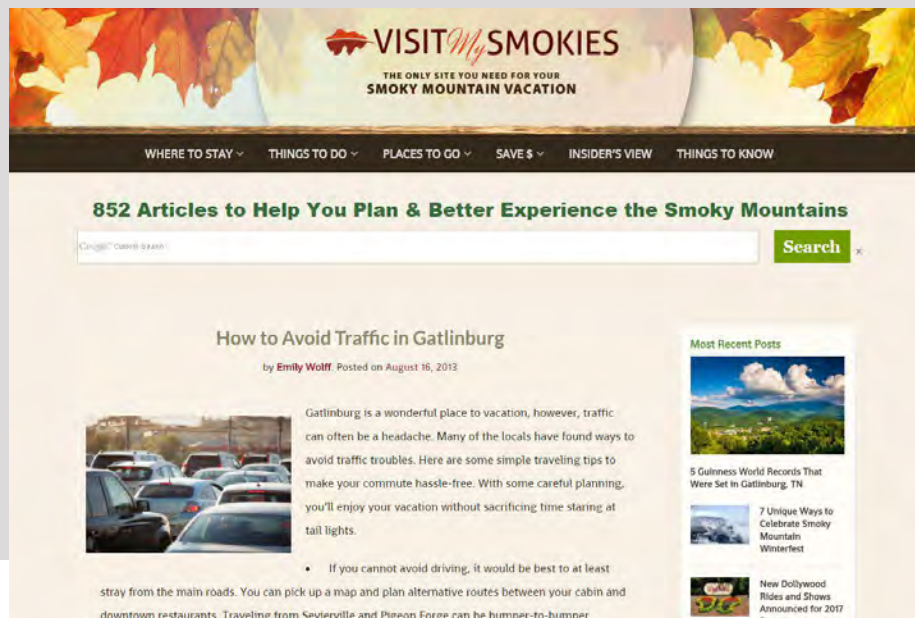 VISIT My SMOKIES
THE ONLY SITE YOU NEED FOR YOUR
SMOKY MOUNTAIN VACATION
WHERE TO STAY
THINGS TO DO
PLACES TO GO
SAVE $
INSIDER'S VIEW
THINGS TO KNOW
852 Articles to Help You Plan & Better Experience the Smoky Mountains
Google Custom Search
Search
x
How to Avoid Traffic in Gatlinburg
by Emily Wolff. Posted on August 16, 2013
Gatlinburg is a wonderful place to vacation, however, traffic
can often be a headache. Many of the locals have found ways to
avoid traffic troubles. Here are some simple traveling tips to
make your commute hassle-free. With some careful planning,
you'll enjoy your vacation without sacrificing time staring at
tail lights.
• If you cannot avoid driving, it would be best to at least
stray from the main roads. You can pick up a map and plan alternative routes between your cabin and
downtown restaurants. Traveling from Sevierville and Pigeon Forge can be bumper-to-bumper
Most Recent Posts
5 Guinness World Records That
Were Set in Gatlinburg, TN
7 Unique Ways to
Celebrate Smoky
Mountain
Winterfest
New Dollywood
Rides and Shows
Announced for 2017